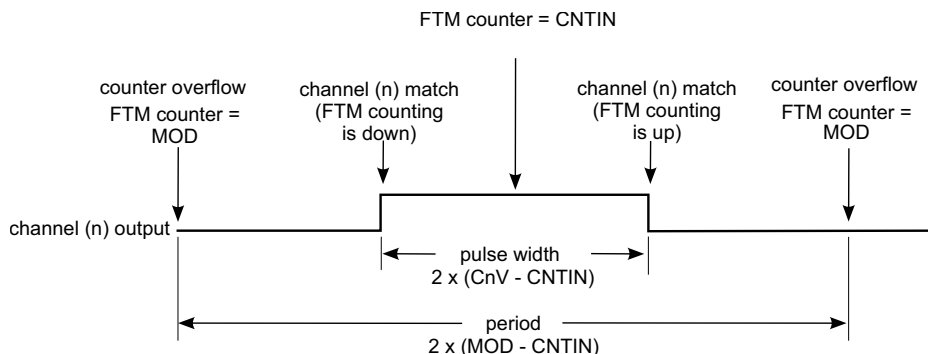 FTM counter = CNTIN
counter overflow
FTM counter =
MOD
channel (n) match
(FTM counting
is down)
channel (n) match
(FTM counting
is up)
counter overflow
FTM counter =
MOD
channel (n) output
pulse width
2 x (CnV - CNTIN)
period
2 x (MOD - CNTIN)